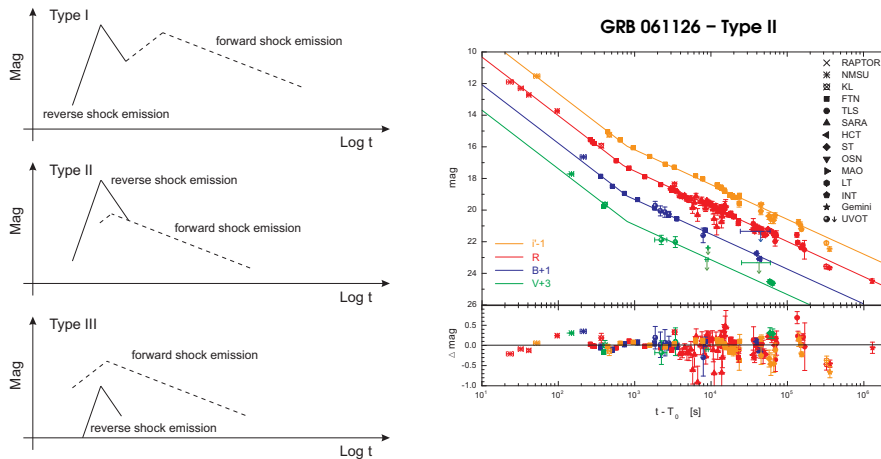 Type I
Mag
forward shock emission
reverse shock emission
Log t
Type II
Mag
reverse shock emission
forward shock emission
Log t
Type III
Mag
forward shock emission
reverse shock emission
Log t
GRB 061126 – Type II
mag
10
12
14
16
18
20
22
24
26
i'-1
R
B+1
V+3
RAPTOR
NMSU
KL
FTN
TLS
SARA
HCT
ST
OSN
MAO
LT
INT
Gemini
UVOT
Δ mag
0.5
0.0
-0.5
-1.0
10¹
10²
10³
10⁴
10⁵
10⁶
t - T₀ [s]